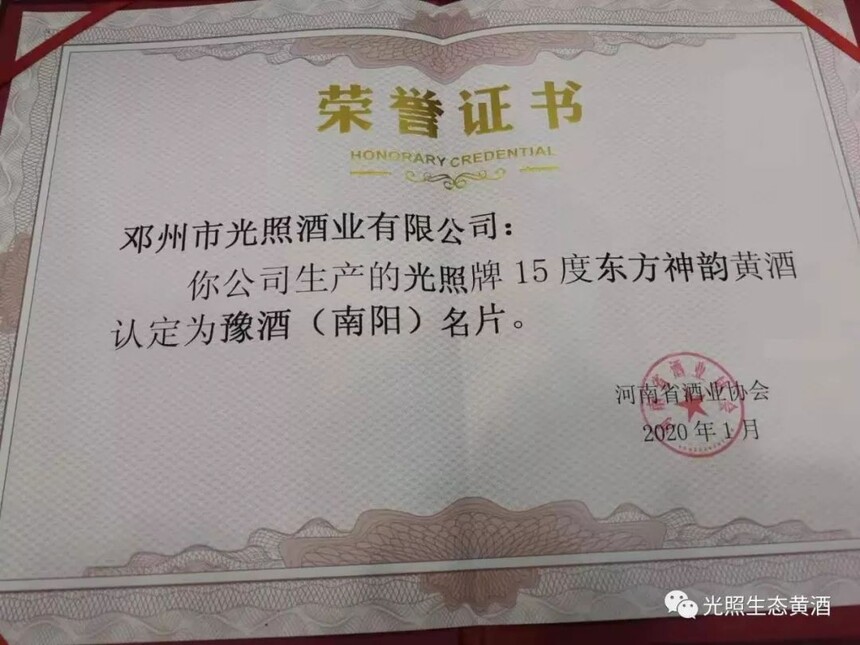 荣誉证书
HONORARY CREDENTIAL
邓州市光照酒业有限公司：
你公司生产的光照牌15度东方神韵黄酒
认定为豫酒（南阳）名片。
河南省酒业协会
2020年1月
光照生态黄酒